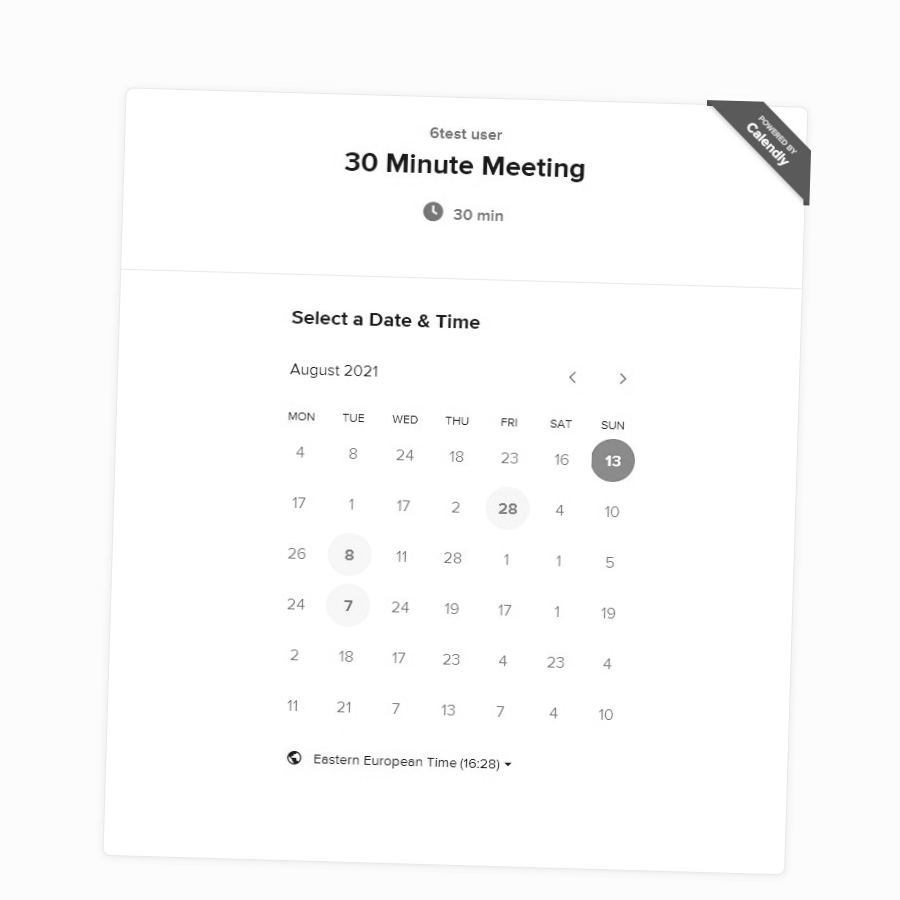 6test user
30 Minute Meeting
30 min
POWERED BY
Calendly
Select a Date & Time
August 2021
MON TUE WED THU FRI SAT SUN
4 8 24 18 23 16 13
17 1 17 2 28 4 10
26 8 11 28 1 1 5
24 7 24 19 17 1 19
2 18 17 23 4 23 4
11 21 7 13 7 4 10
Eastern European Time (16:28)